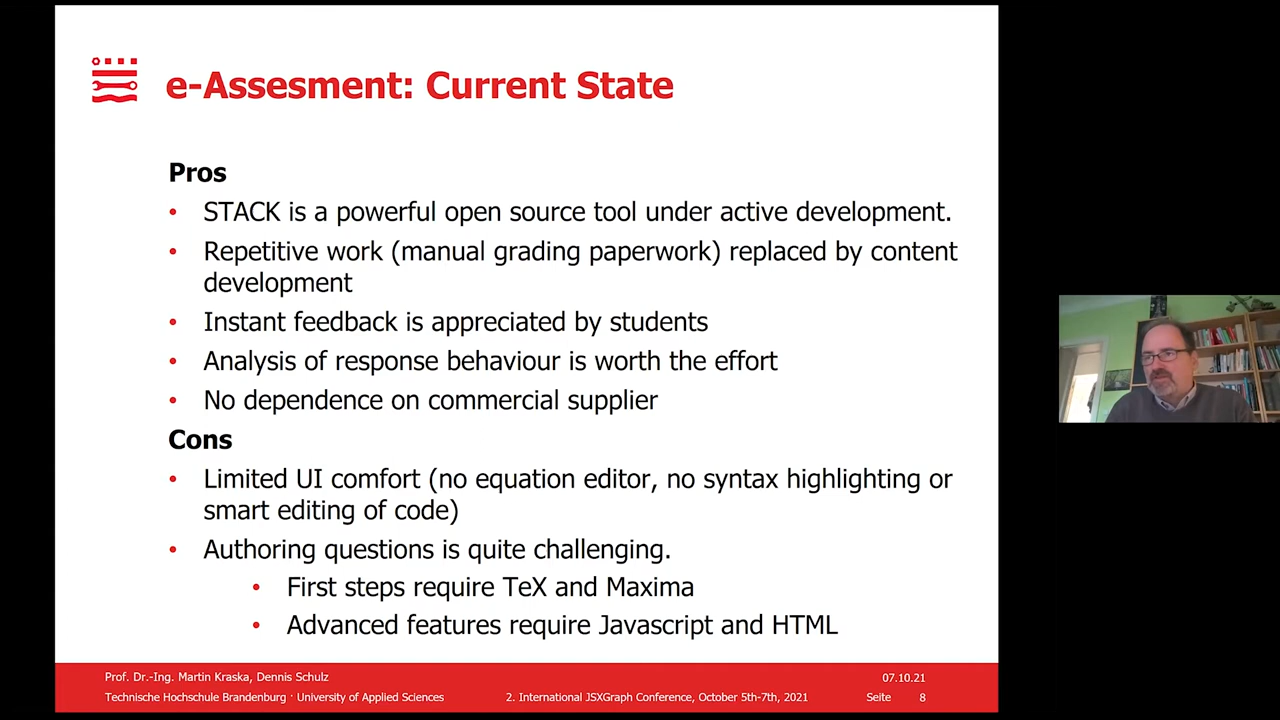 e-Assesment: Current State
Pros
• STACK is a powerful open source tool under active development.
• Repetitive work (manual grading paperwork) replaced by content
development
• Instant feedback is appreciated by students
• Analysis of response behaviour is worth the effort
• No dependence on commercial supplier
Cons
• Limited UI comfort (no equation editor, no syntax highlighting or
smart editing of code)
• Authoring questions is quite challenging.
• First steps require TeX and Maxima
• Advanced features require Javascript and HTML
Prof. Dr.-Ing. Martin Kraska, Dennis Schulz
07.10.21
Technische Hochschule Brandenburg · University of Applied Sciences
2. International JSXGraph Conference, October 5th-7th, 2021
Seite 8